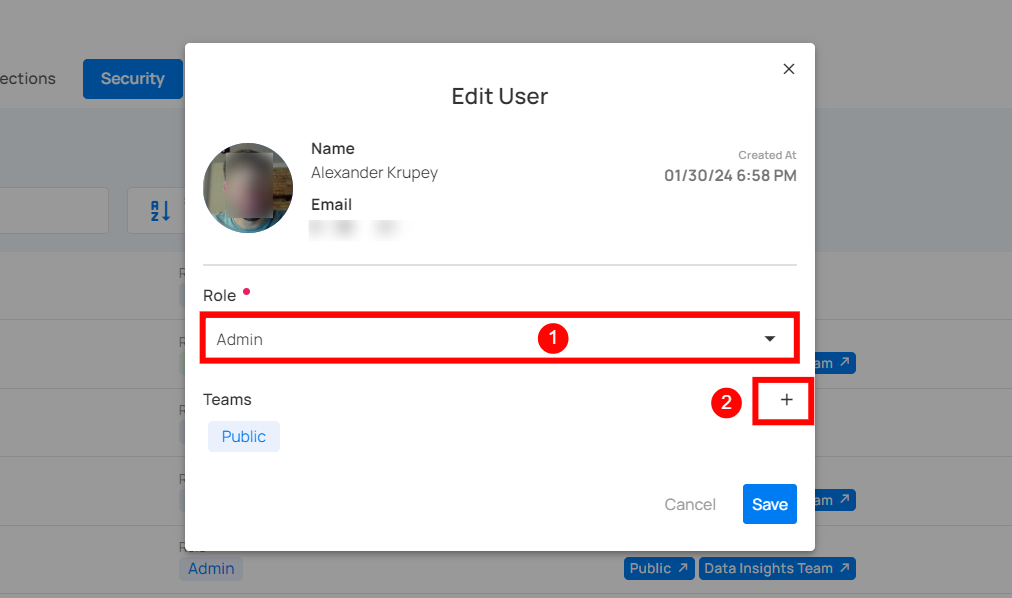 ections
Security
Edit User
Name
Alexander Krupey
Created At
01/30/24 6:58 PM
Email
Role
Admin
1
Teams
2
+
Public
Cancel
Save
Admin
Public
Data Insights Team